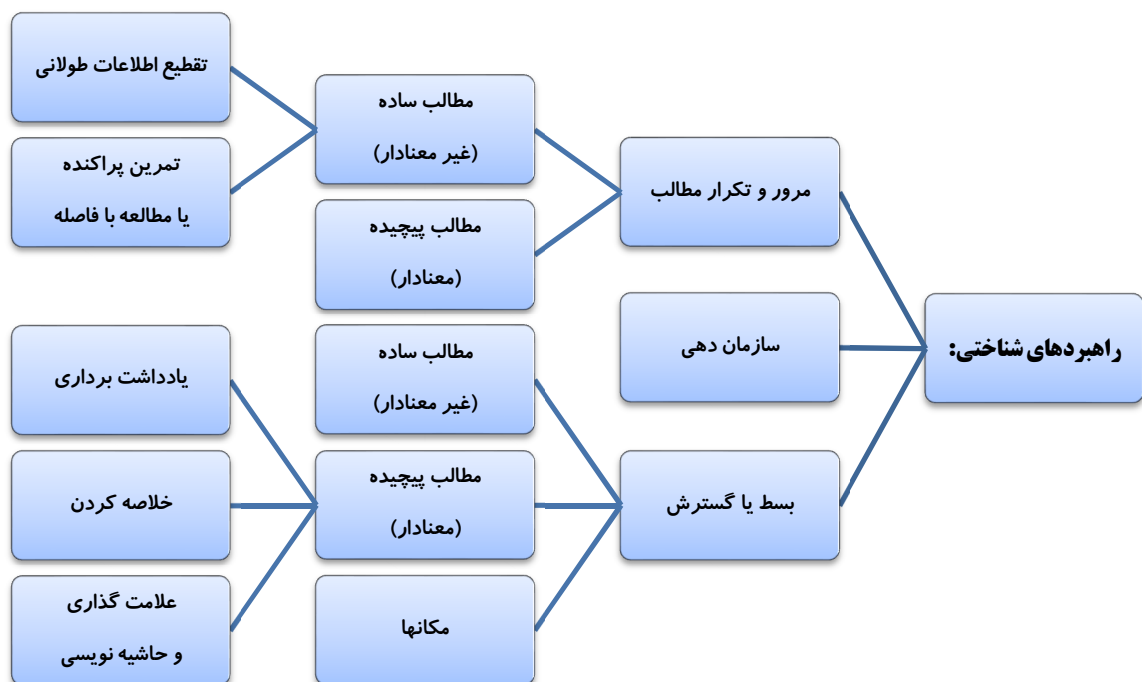 راهبردهای شناختی:
مرور و تکرار مطالب
مطالب ساده
(غیر معنادار)
تقطیع اطلاعات طولانی
تمرین پراکنده
یا مطالعه با فاصله
مطالب پیچیده
(معنادار)
سازمان دهی
بسط یا گسترش
مطالب ساده
(غیر معنادار)
مطالب پیچیده
(معنادار)
یادداشت برداری
خلاصه کردن
علامت گذاری
و حاشیه نویسی
مکانها